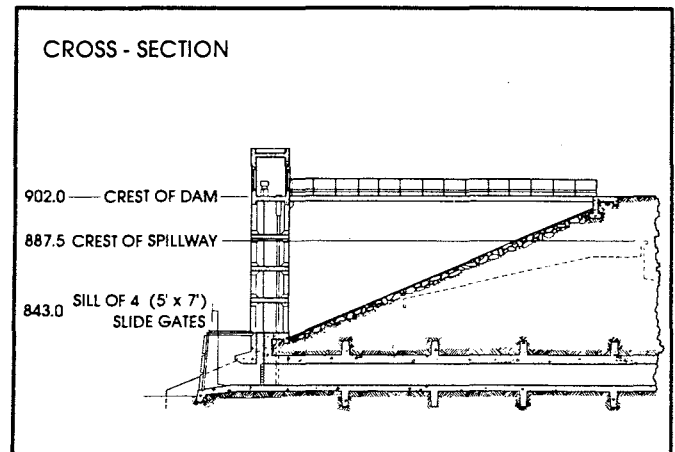 CROSS - SECTION
902.0 CREST OF DAM
887.5 CREST OF SPILLWAY
843.0 SILL OF 4 (5' x 7')
SLIDE GATES